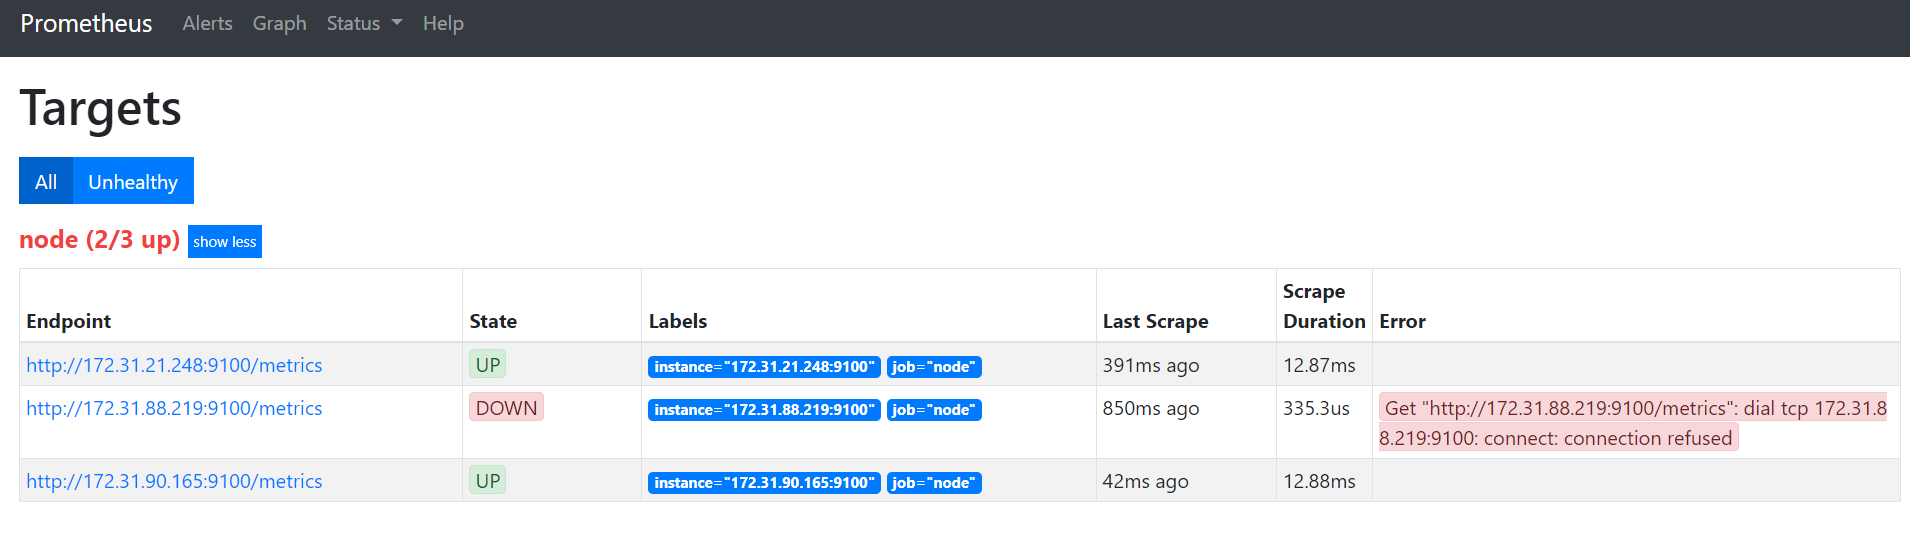 Prometheus Alerts Graph Status Help
Targets
All Unhealthy
node (2/3 up) show less
Endpoint State Labels Last Scrape Scrape Duration Error
http://172.31.21.248:9100/metrics UP instance="172.31.21.248:9100" job="node" 391ms ago 12.87ms
http://172.31.88.219:9100/metrics DOWN instance="172.31.88.219:9100" job="node" 850ms ago 335.3us Get "http://172.31.88.219:9100/metrics": dial tcp 172.31.8
8.219:9100: connect: connection refused
http://172.31.90.165:9100/metrics UP instance="172.31.90.165:9100" job="node" 42ms ago 12.88ms